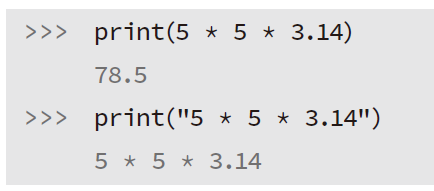 >>> print(5 * 5 * 3.14)
78.5
>>> print("5 * 5 * 3.14")
5 * 5 * 3.14